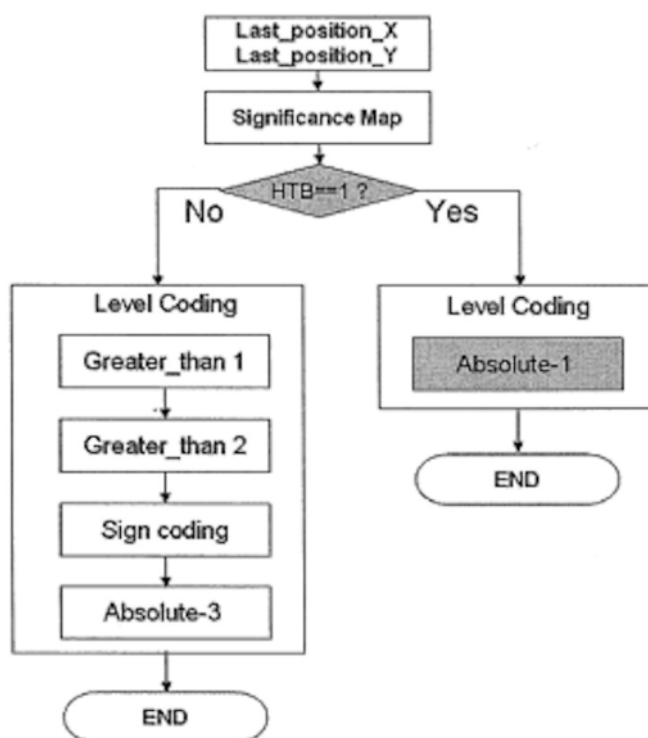 Last_position_X
Last_position_Y
Significance Map
HTB==1 ?
No
Yes
Level Coding
Greater_than 1
Greater_than 2
Sign coding
Absolute-3
END
Level Coding
Absolute-1
END